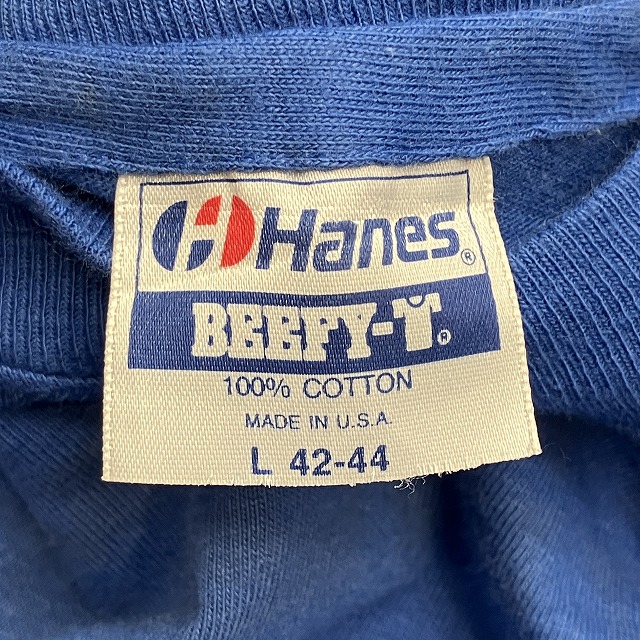 Hanes®
BEEFY-T®
100% COTTON
MADE IN U.S.A.
L 42-44